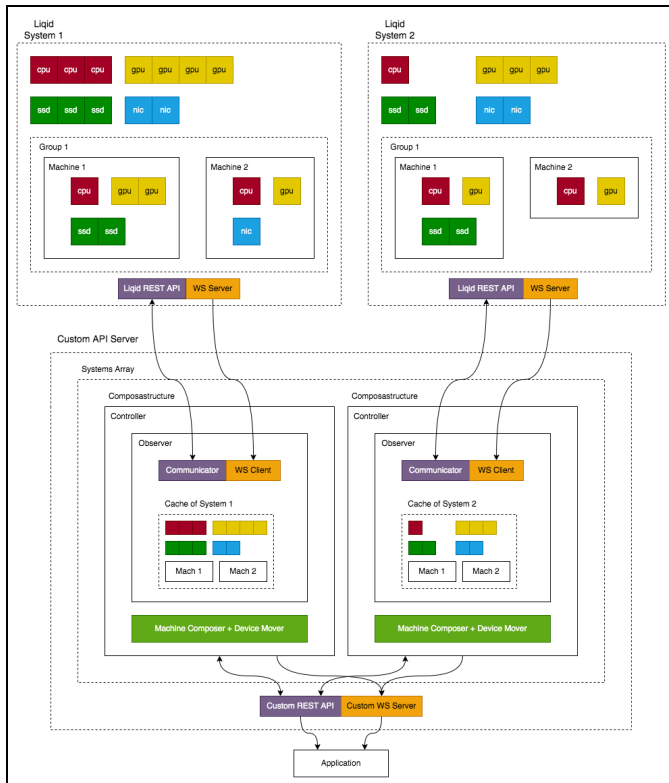 Liqid
System 1
cpu cpu cpu
gpu gpu gpu gpu
ssd ssd ssd
nic nic
Group 1
Machine 1
cpu
gpu gpu
ssd ssd
Machine 2
cpu
gpu
nic
Liqid REST API
WS Server
Liqid
System 2
cpu
gpu gpu gpu
ssd ssd
nic nic
Group 1
Machine 1
cpu
gpu
ssd ssd
Machine 2
cpu
gpu
Liqid REST API
WS Server
Custom API Server
Systems Array
Composastructure
Controller
Observer
Communicator
WS Client
Cache of System 1
Mach 1
Mach 2
Machine Composer + Device Mover
Composastructure
Controller
Observer
Communicator
WS Client
Cache of System 2
Mach 1
Mach 2
Machine Composer + Device Mover
Custom REST API
Custom WS Server
Application